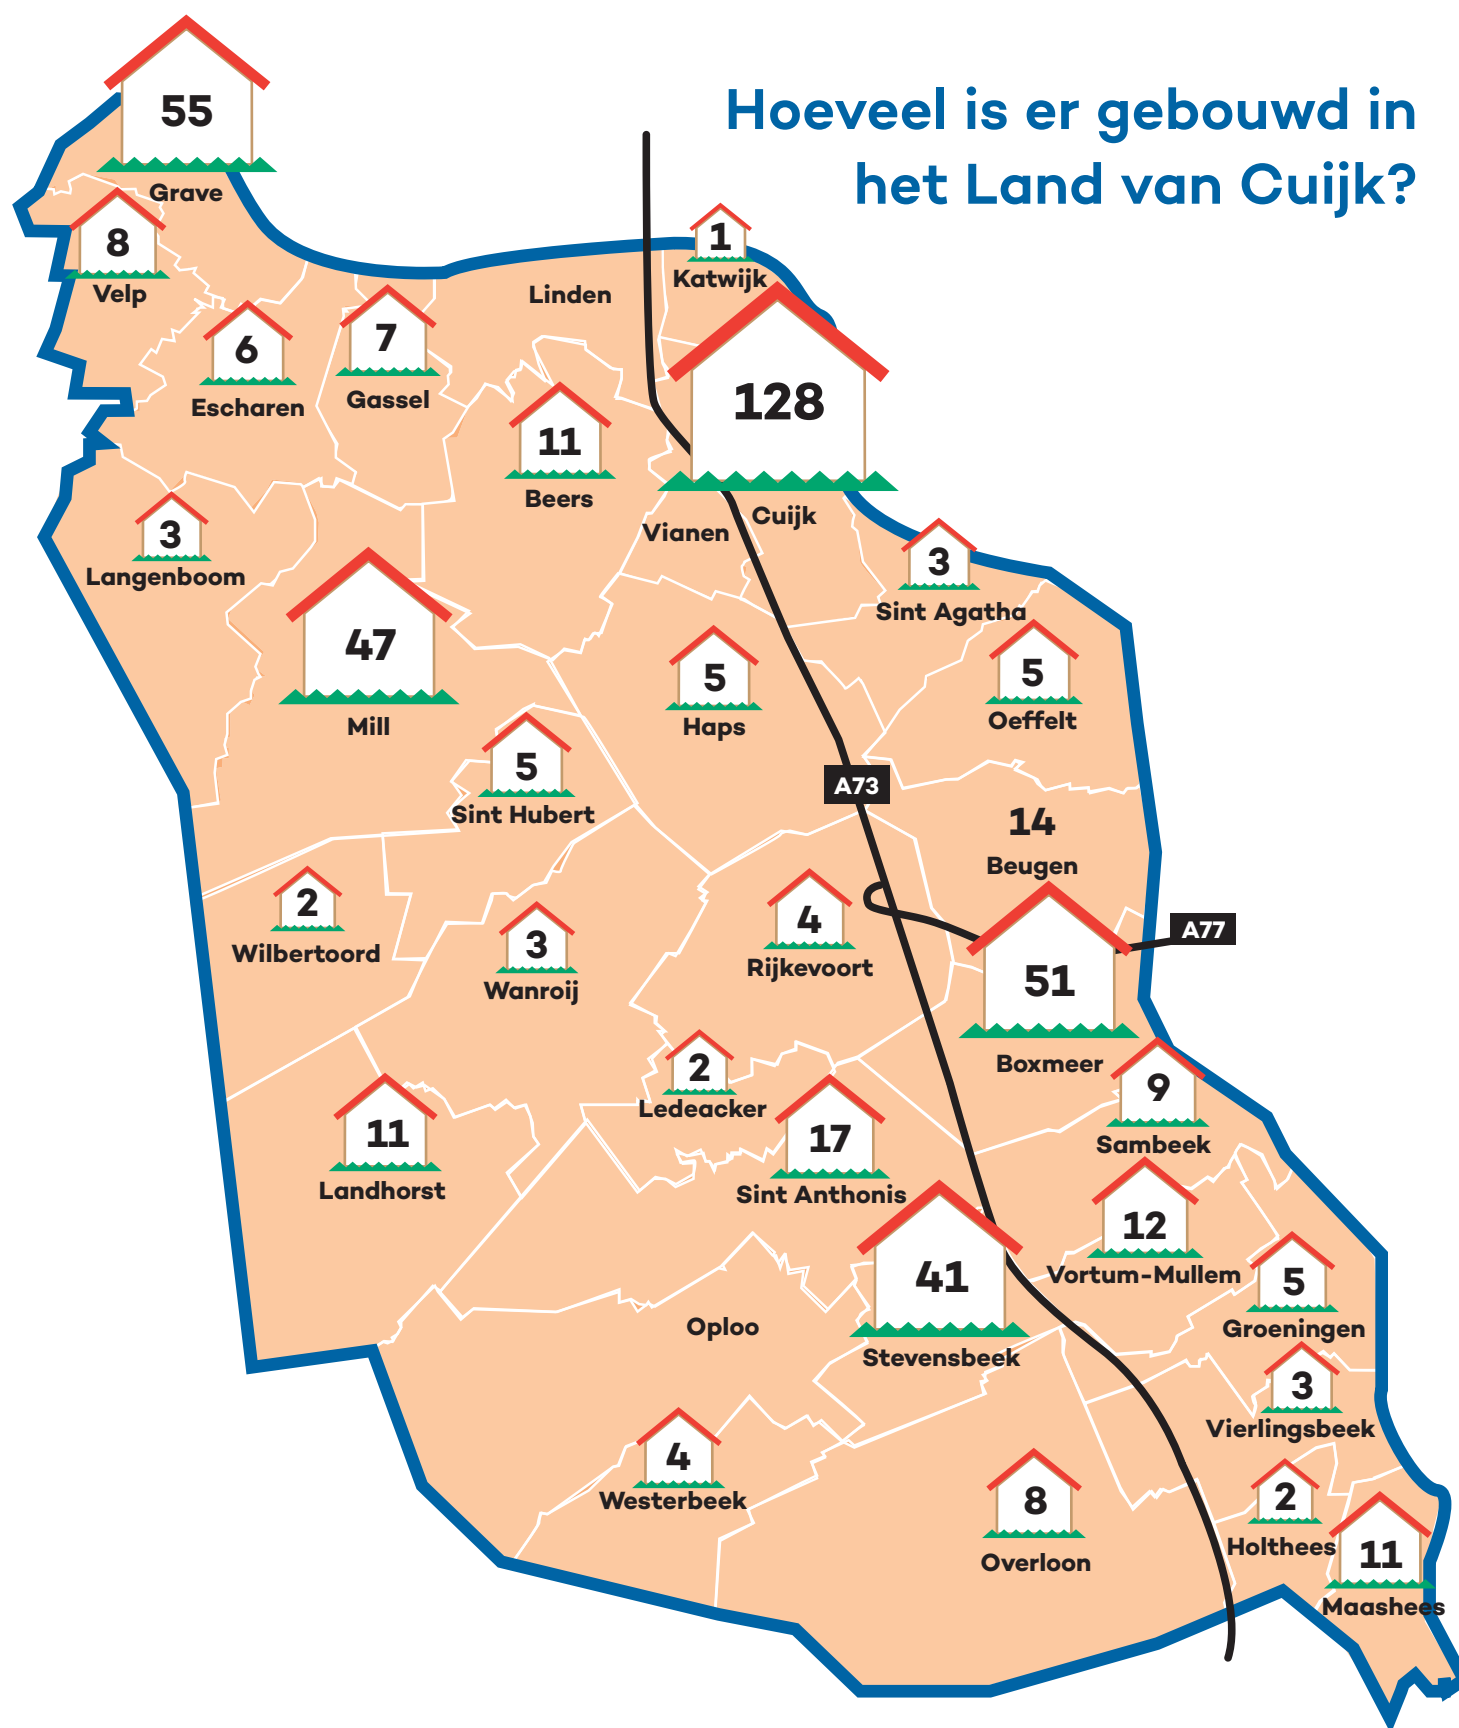 Hoeveel is er gebouwd in
het Land van Cuijk?
55
Grave
8
Velp
1
Katwijk
Linden
6
Escharen
7
Gassel
128
Cuijk
11
Beers
Vianen
3
Langenboom
3
Sint Agatha
47
Mill
5
Haps
5
Oeffelt
5
Sint Hubert
A73
14
Beugen
2
Wilbertoord
3
Wanroij
4
Rijkevoort
A77
51
Boxmeer
2
Ledeacker
9
Sambeek
11
Landhorst
17
Sint Anthonis
12
Vortum-Mullem
41
Stevensbeek
5
Groeningen
Oploo
3
Vierlingsbeek
4
Westerbeek
8
Overloon
2
Holthees
11
Maashees